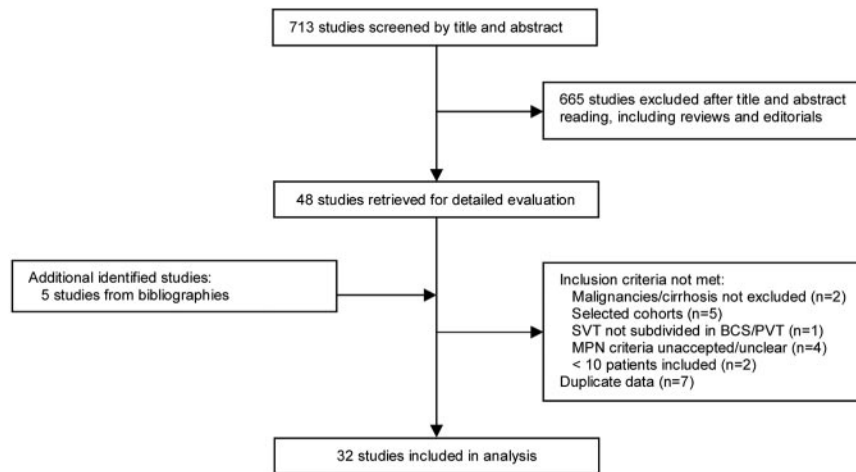 713 studies screened by title and abstract
665 studies excluded after title and abstract
reading, including reviews and editorials
48 studies retrieved for detailed evaluation
Additional identified studies:
5 studies from bibliographies
Inclusion criteria not met:
Malignancies/cirrhosis not excluded (n=2)
Selected cohorts (n=5)
SVT not subdivided in BCS/PVT (n=1)
MPN criteria unaccepted/unclear (n=4)
< 10 patients included (n=2)
Duplicate data (n=7)
32 studies included in analysis